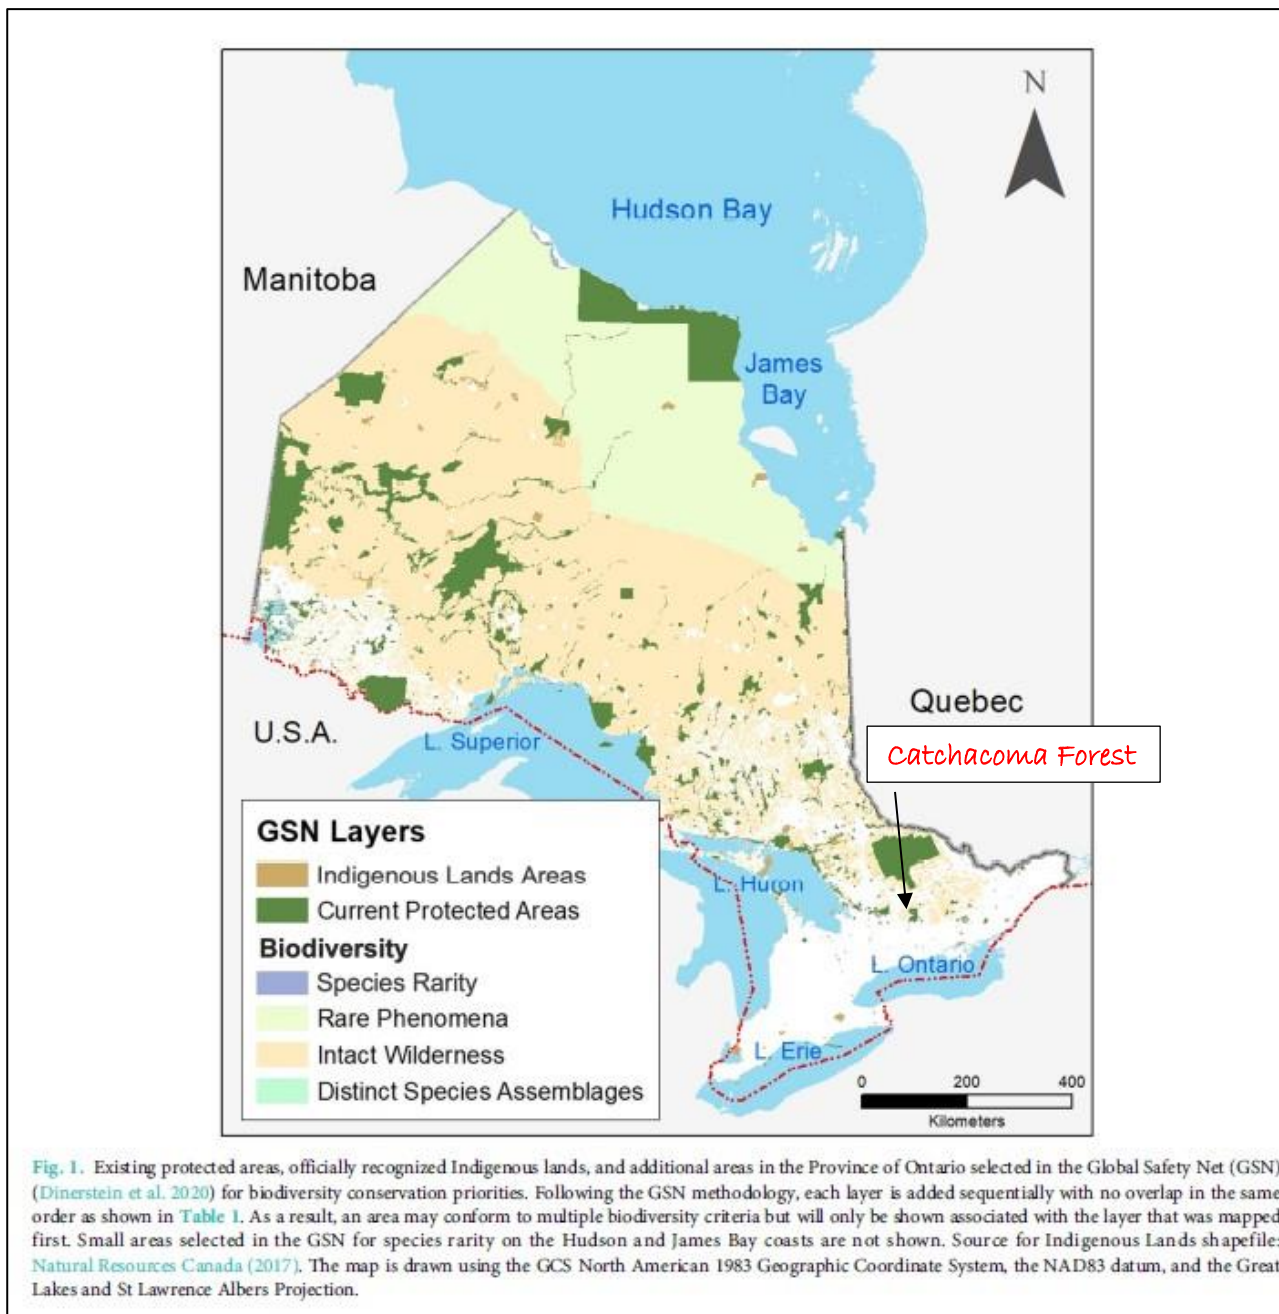 N
Hudson Bay
Manitoba
James
Bay
Quebec
Catchacoma Forest
U.S.A.
L. Superior
GSN Layers
Indigenous Lands Areas
Current Protected Areas
Biodiversity
Species Rarity
Rare Phenomena
Intact Wilderness
Distinct Species Assemblages
L. Huron
L. Ontario
L. Erie
0 200 400
Kilometers
Fig. 1. Existing protected areas, officially recognized Indigenous lands, and additional areas in the Province of Ontario selected in the Global Safety Net (GSN)
(Dinerstein et al. 2020) for biodiversity conservation priorities. Following the GSN methodology, each layer is added sequentially with no overlap in the same
order as shown in Table 1. As a result, an area may conform to multiple biodiversity criteria but will only be shown associated with the layer that was mapped
first. Small areas selected in the GSN for species rarity on the Hudson and James Bay coasts are not shown. Source for Indigenous Lands shapefile:
Natural Resources Canada (2017). The map is drawn using the GCS North American 1983 Geographic Coordinate System, the NAD83 datum, and the Great
Lakes and St Lawrence Albers Projection.